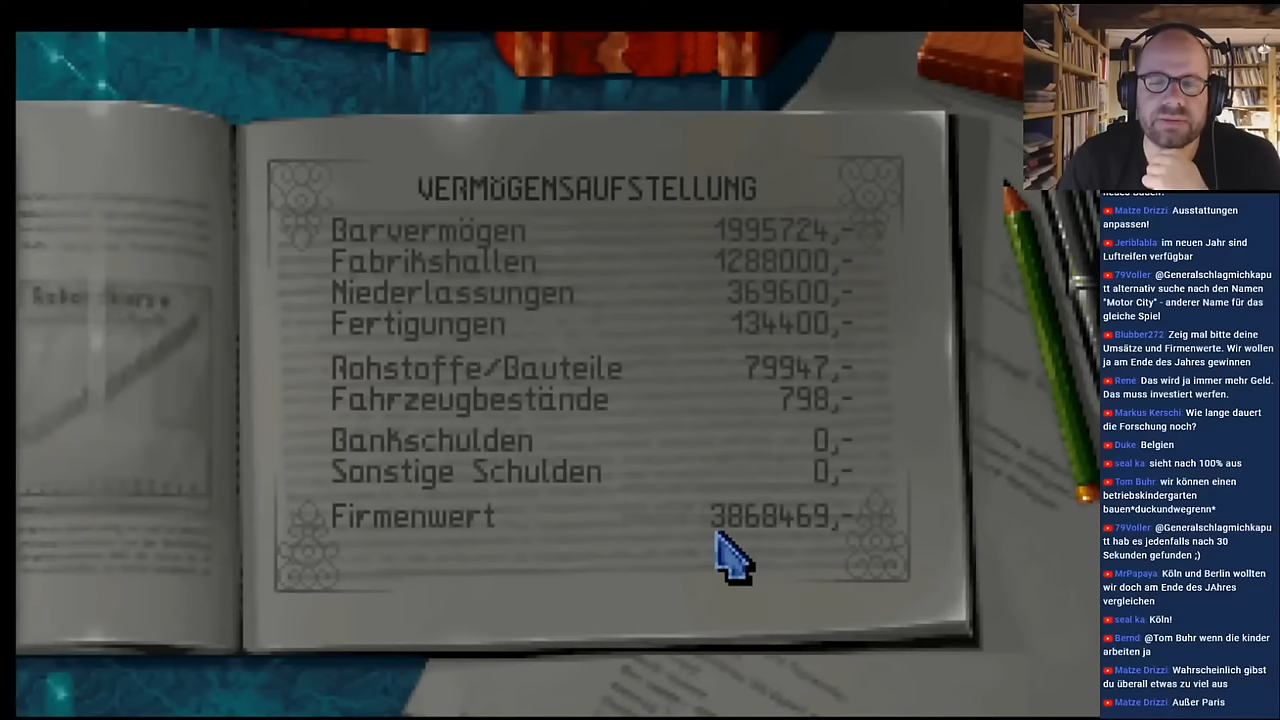 VERMÖGENSAUFSTELLUNG
Barvermögen 1995724,-
Fabrikshallen 1288000,-
Niederlassungen 369600,-
Fertigungen 134400,-
Rohstoffe/Bauteile 79947,-
Fahrzeugbestände 798,-
Bankschulden 0,-
Sonstige Schulden 0,-
Firmenwert 3868469,-
Matze Drizzi Ausstattungen
anpassen!
Jeriblabla im neuen Jahr sind
Luftreifen verfügbar
79Voller @Generalschlagmichkapu
tt alternativ suche nach den Namen
"Motor City" - anderer Name für das
gleiche Spiel
Blubber272 Zeig mal bitte deine
Umsätze und Firmenwerte. Wir wollen
ja am Ende des Jahres gewinnen
René Das wird ja immer mehr Geld.
Das muss investiert werfen.
Markus Kerschi Wie lange dauert
die Forschung noch?
Duke Belgien
seal ka sieht nach 100% aus
Tom Buhr wir können einen
betriebskindergarten
bauen*duckundwegrenn*
79Voller @Generalschlagmichkapu
tt hab es jedenfalls nach 30
Sekunden gefunden ;)
MrPapaya Köln und Berlin wollten
wir doch am Ende des JAhres
vergleichen
seal ka Köln!
Bernd @Tom Buhr wenn die kinder
arbeiten ja
Matze Drizzi Wahrscheinlich gibst
du überall etwas zu viel aus
Matze Drizzi Außer Paris